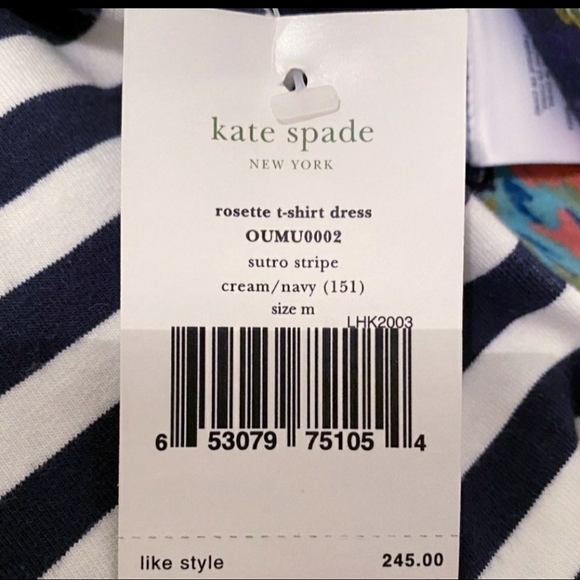 kate spade
NEW YORK
rosette t-shirt dress
OUMU0002
sutro stripe
cream/navy (151)
size m
LHK2003
6 53079 75105 4
like style 245.00